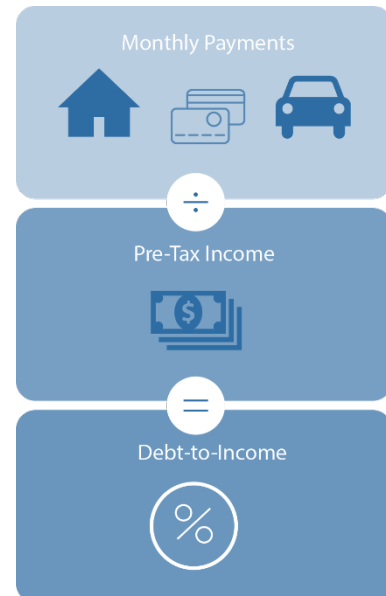 Monthly Payments
÷
Pre-Tax Income
$
=
Debt-to-Income
%